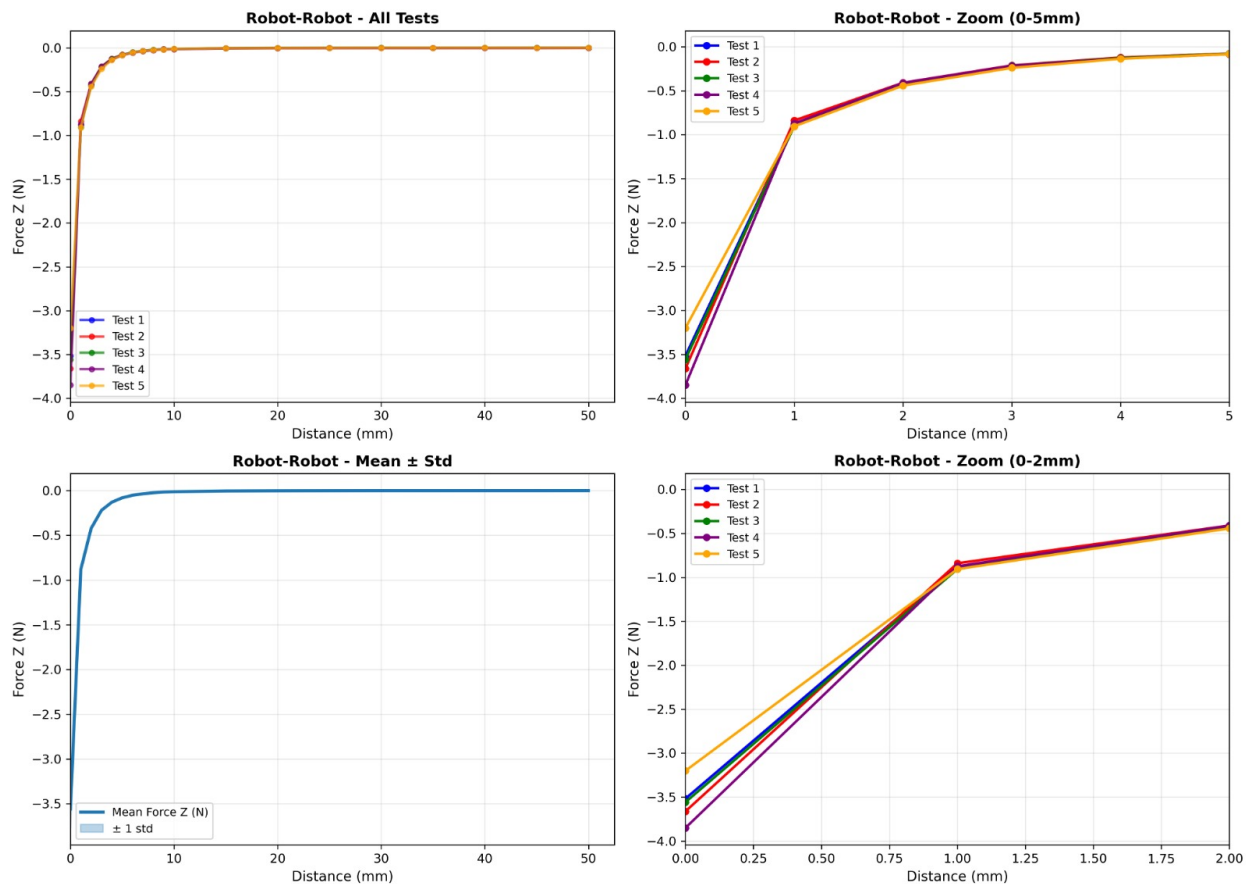 Robot-Robot - All Tests
0.0
−0.5
−1.0
−1.5
−2.0
−2.5
−3.0
−3.5
−4.0
Force Z (N)
Test 1
Test 2
Test 3
Test 4
Test 5
0 10 20 30 40 50
Distance (mm)
Robot-Robot - Zoom (0-5mm)
0.0
−0.5
−1.0
−1.5
−2.0
−2.5
−3.0
−3.5
−4.0
Force Z (N)
Test 1
Test 2
Test 3
Test 4
Test 5
0 1 2 3 4 5
Distance (mm)
Robot-Robot - Mean ± Std
0.0
−0.5
−1.0
−1.5
−2.0
−2.5
−3.0
−3.5
Force Z (N)
Mean Force Z (N)
± 1 std
0 10 20 30 40 50
Distance (mm)
Robot-Robot - Zoom (0-2mm)
0.0
−0.5
−1.0
−1.5
−2.0
−2.5
−3.0
−3.5
−4.0
Force Z (N)
Test 1
Test 2
Test 3
Test 4
Test 5
0.00 0.25 0.50 0.75 1.00 1.25 1.50 1.75 2.00
Distance (mm)